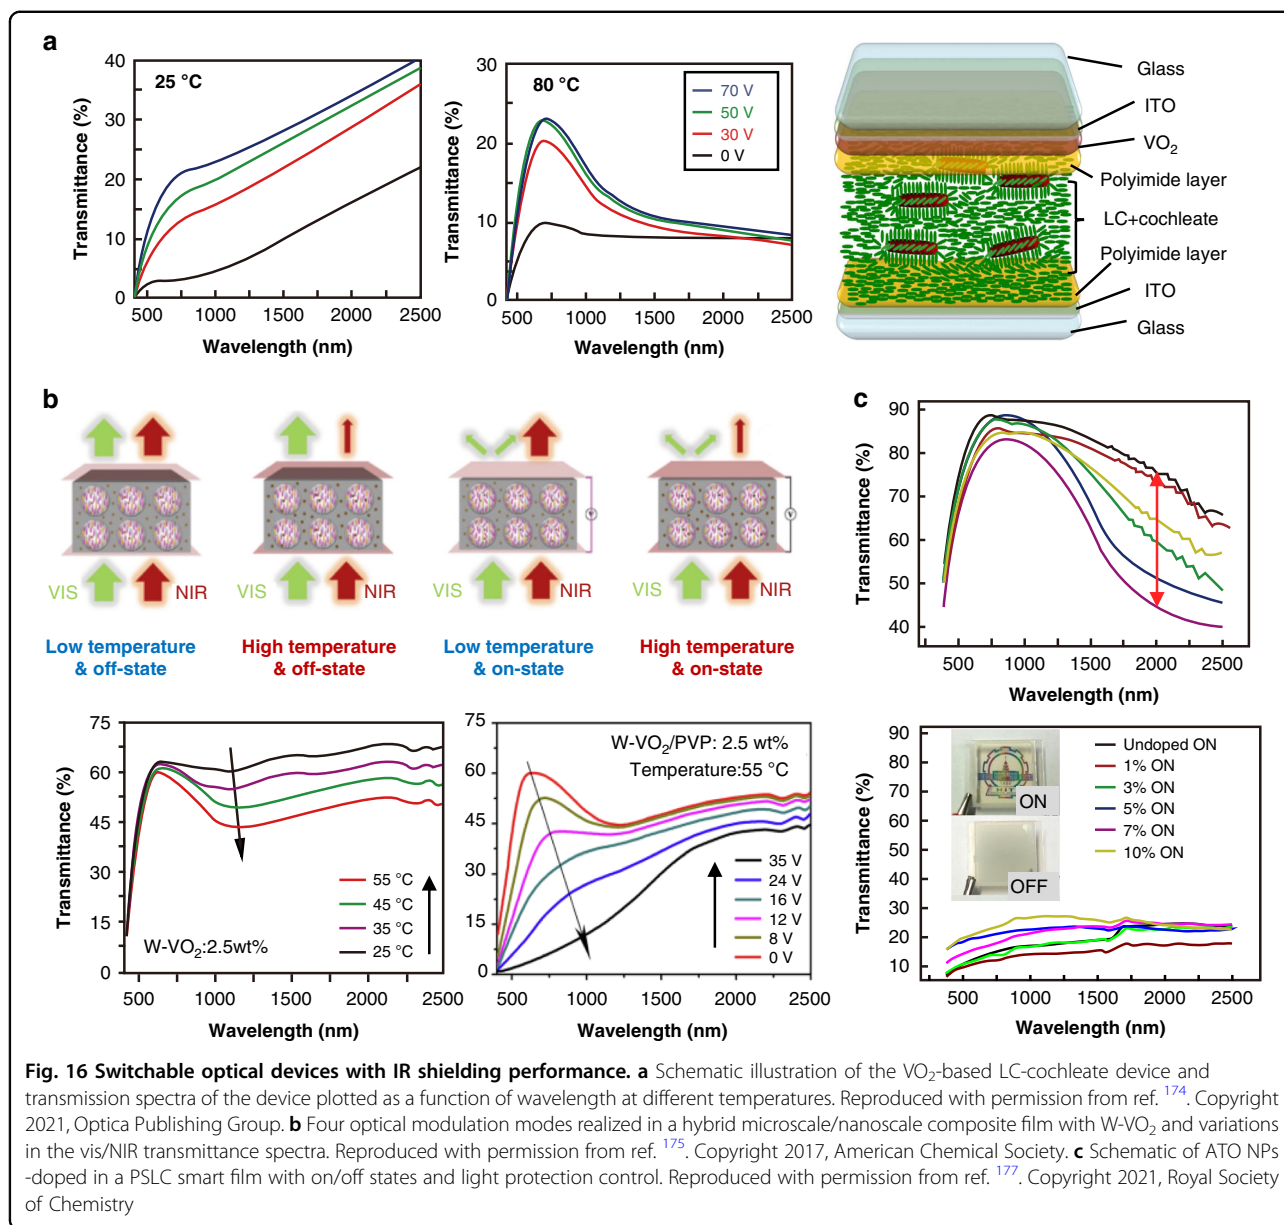 a
25 °C
Transmittance (%)
40
30
20
10
0
500 1000 1500 2000 2500
Wavelength (nm)
80 °C
Transmittance (%)
30
20
10
0
70 V
50 V
30 V
0 V
500 1000 1500 2000 2500
Wavelength (nm)
Glass
ITO
VO2
Polyimide layer
LC+cochleate
Polyimide layer
ITO
Glass
b
V
V
VIS NIR
VIS NIR
VIS NIR
VIS NIR
Low temperature
& off-state
High temperature
& off-state
Low temperature
& on-state
High temperature
& on-state
Transmittance (%)
75
60
45
30
15
0
55 °C
45 °C
35 °C
25 °C
W-VO2:2.5wt%
500 1000 1500 2000 2500
Wavelength (nm)
Transmittance (%)
75
60
45
30
15
0
W-VO2/PVP: 2.5 wt%
Temperature:55 °C
35 V
24 V
16 V
12 V
8 V
0 V
500 1000 1500 2000 2500
Wavelength (nm)
c
Transmittance (%)
90
80
70
60
50
40
500 1000 1500 2000 2500
Wavelength (nm)
Transmittance (%)
90
80
70
60
50
40
30
20
10
ON
OFF
Undoped ON
1% ON
3% ON
5% ON
7% ON
10% ON
500 1000 1500 2000 2500
Wavelength (nm)
Fig. 16 Switchable optical devices with IR shielding performance. a Schematic illustration of the VO2-based LC-cochleate device and
transmission spectra of the device plotted as a function of wavelength at different temperatures. Reproduced with permission from ref. 174. Copyright
2021, Optica Publishing Group. b Four optical modulation modes realized in a hybrid microscale/nanoscale composite film with W-VO2 and variations
in the vis/NIR transmittance spectra. Reproduced with permission from ref. 175. Copyright 2017, American Chemical Society. c Schematic of ATO NPs
-doped in a PSLC smart film with on/off states and light protection control. Reproduced with permission from ref. 177. Copyright 2021, Royal Society
of Chemistry